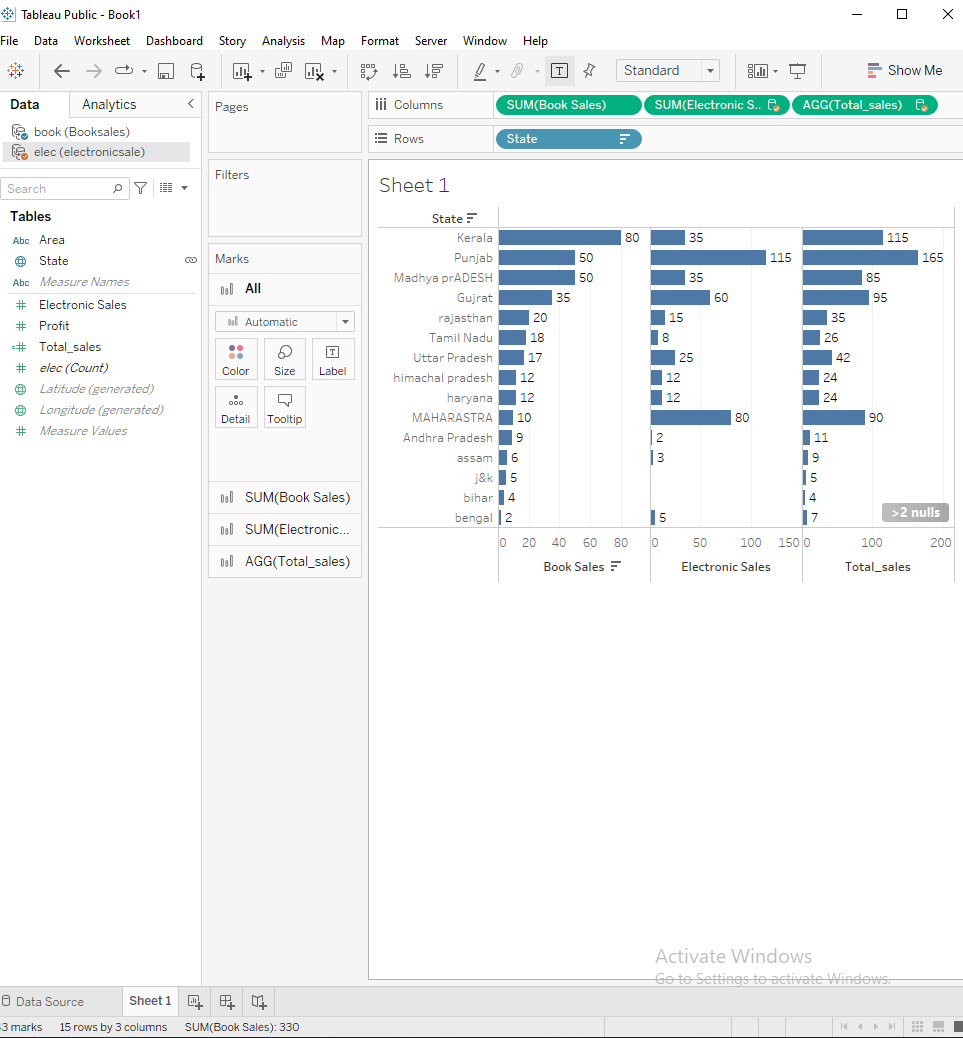 Tableau Public - Book1
File Data Worksheet Dashboard Story Analysis Map Format Server Window Help
Standard
Show Me
Data Analytics
book (Booksales)
elec (electronicsale)
Search
Tables
Abc Area
State
Abc Measure Names
Electronic Sales
Profit
Total_sales
elec (Count)
Latitude (generated)
Longitude (generated)
Measure Values
Pages
Filters
Marks
All
Automatic
Color Size Label
Detail Tooltip
SUM(Book Sales)
SUM(Electronic...
AGG(Total_sales)
Columns SUM(Book Sales) SUM(Electronic S.. AGG(Total_sales)
Rows State
Sheet 1
State
Kerala 80 35 115
Punjab 50 115 165
Madhya prADESH 50 35 85
Gujrat 35 60 95
rajasthan 20 15 35
Tamil Nadu 18 8 26
Uttar Pradesh 17 25 42
himachal pradesh 12 12 24
haryana 12 12 24
MAHARASTRA 10 80 90
Andhra Pradesh 9 2 11
assam 6 3 9
j&k 5 5
bihar 4 4
bengal 2 5 7
>2 nulls
0 20 40 60 80 0 50 100 150 0 100 200
Book Sales Electronic Sales Total_sales
Activate Windows
Go to Settings to activate Windows.
Data Source Sheet 1
43 marks 15 rows by 3 columns SUM(Book Sales): 330